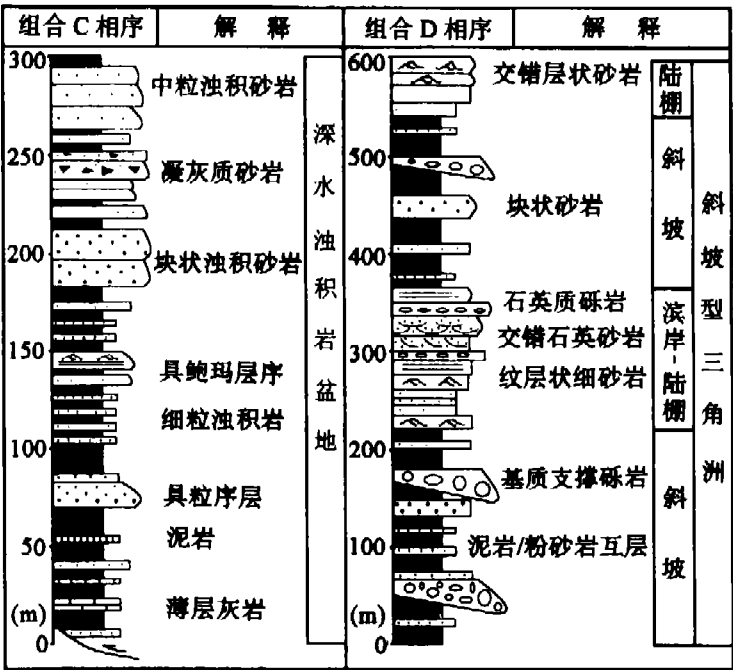 组合C相序
解释
组合D相序
解释
300
中粒浊积砂岩
250
凝灰质砂岩
200
块状浊积砂岩
150
具鲍玛层序
细粒浊积岩
100
具粒序层
泥岩
50
薄层灰岩
(m)
0
深水浊积岩盆地
600
交错层状砂岩
500
块状砂岩
400
石英质砾岩
交错石英砂岩
300
纹层状细砂岩
200
基质支撑砾岩
100
泥岩/粉砂岩互层
(m)
0
陆棚
斜坡
滨岸-陆棚
斜坡
斜坡型三角洲